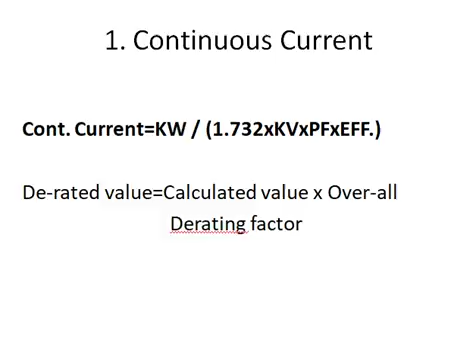 1. Continuous Current
Cont. Current=KW / (1.732xKVxPFxEFF.)
De-rated value=Calculated value x Over-all
Derating factor